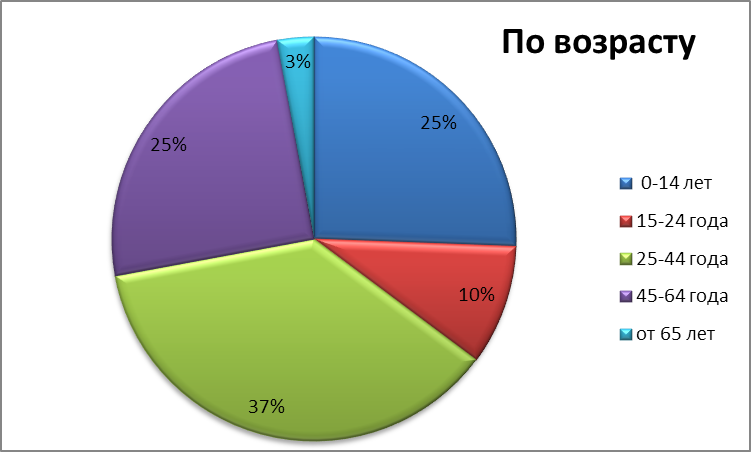 По возрасту
3%
25%
25%
10%
37%
0-14 лет
15-24 года
25-44 года
45-64 года
от 65 лет